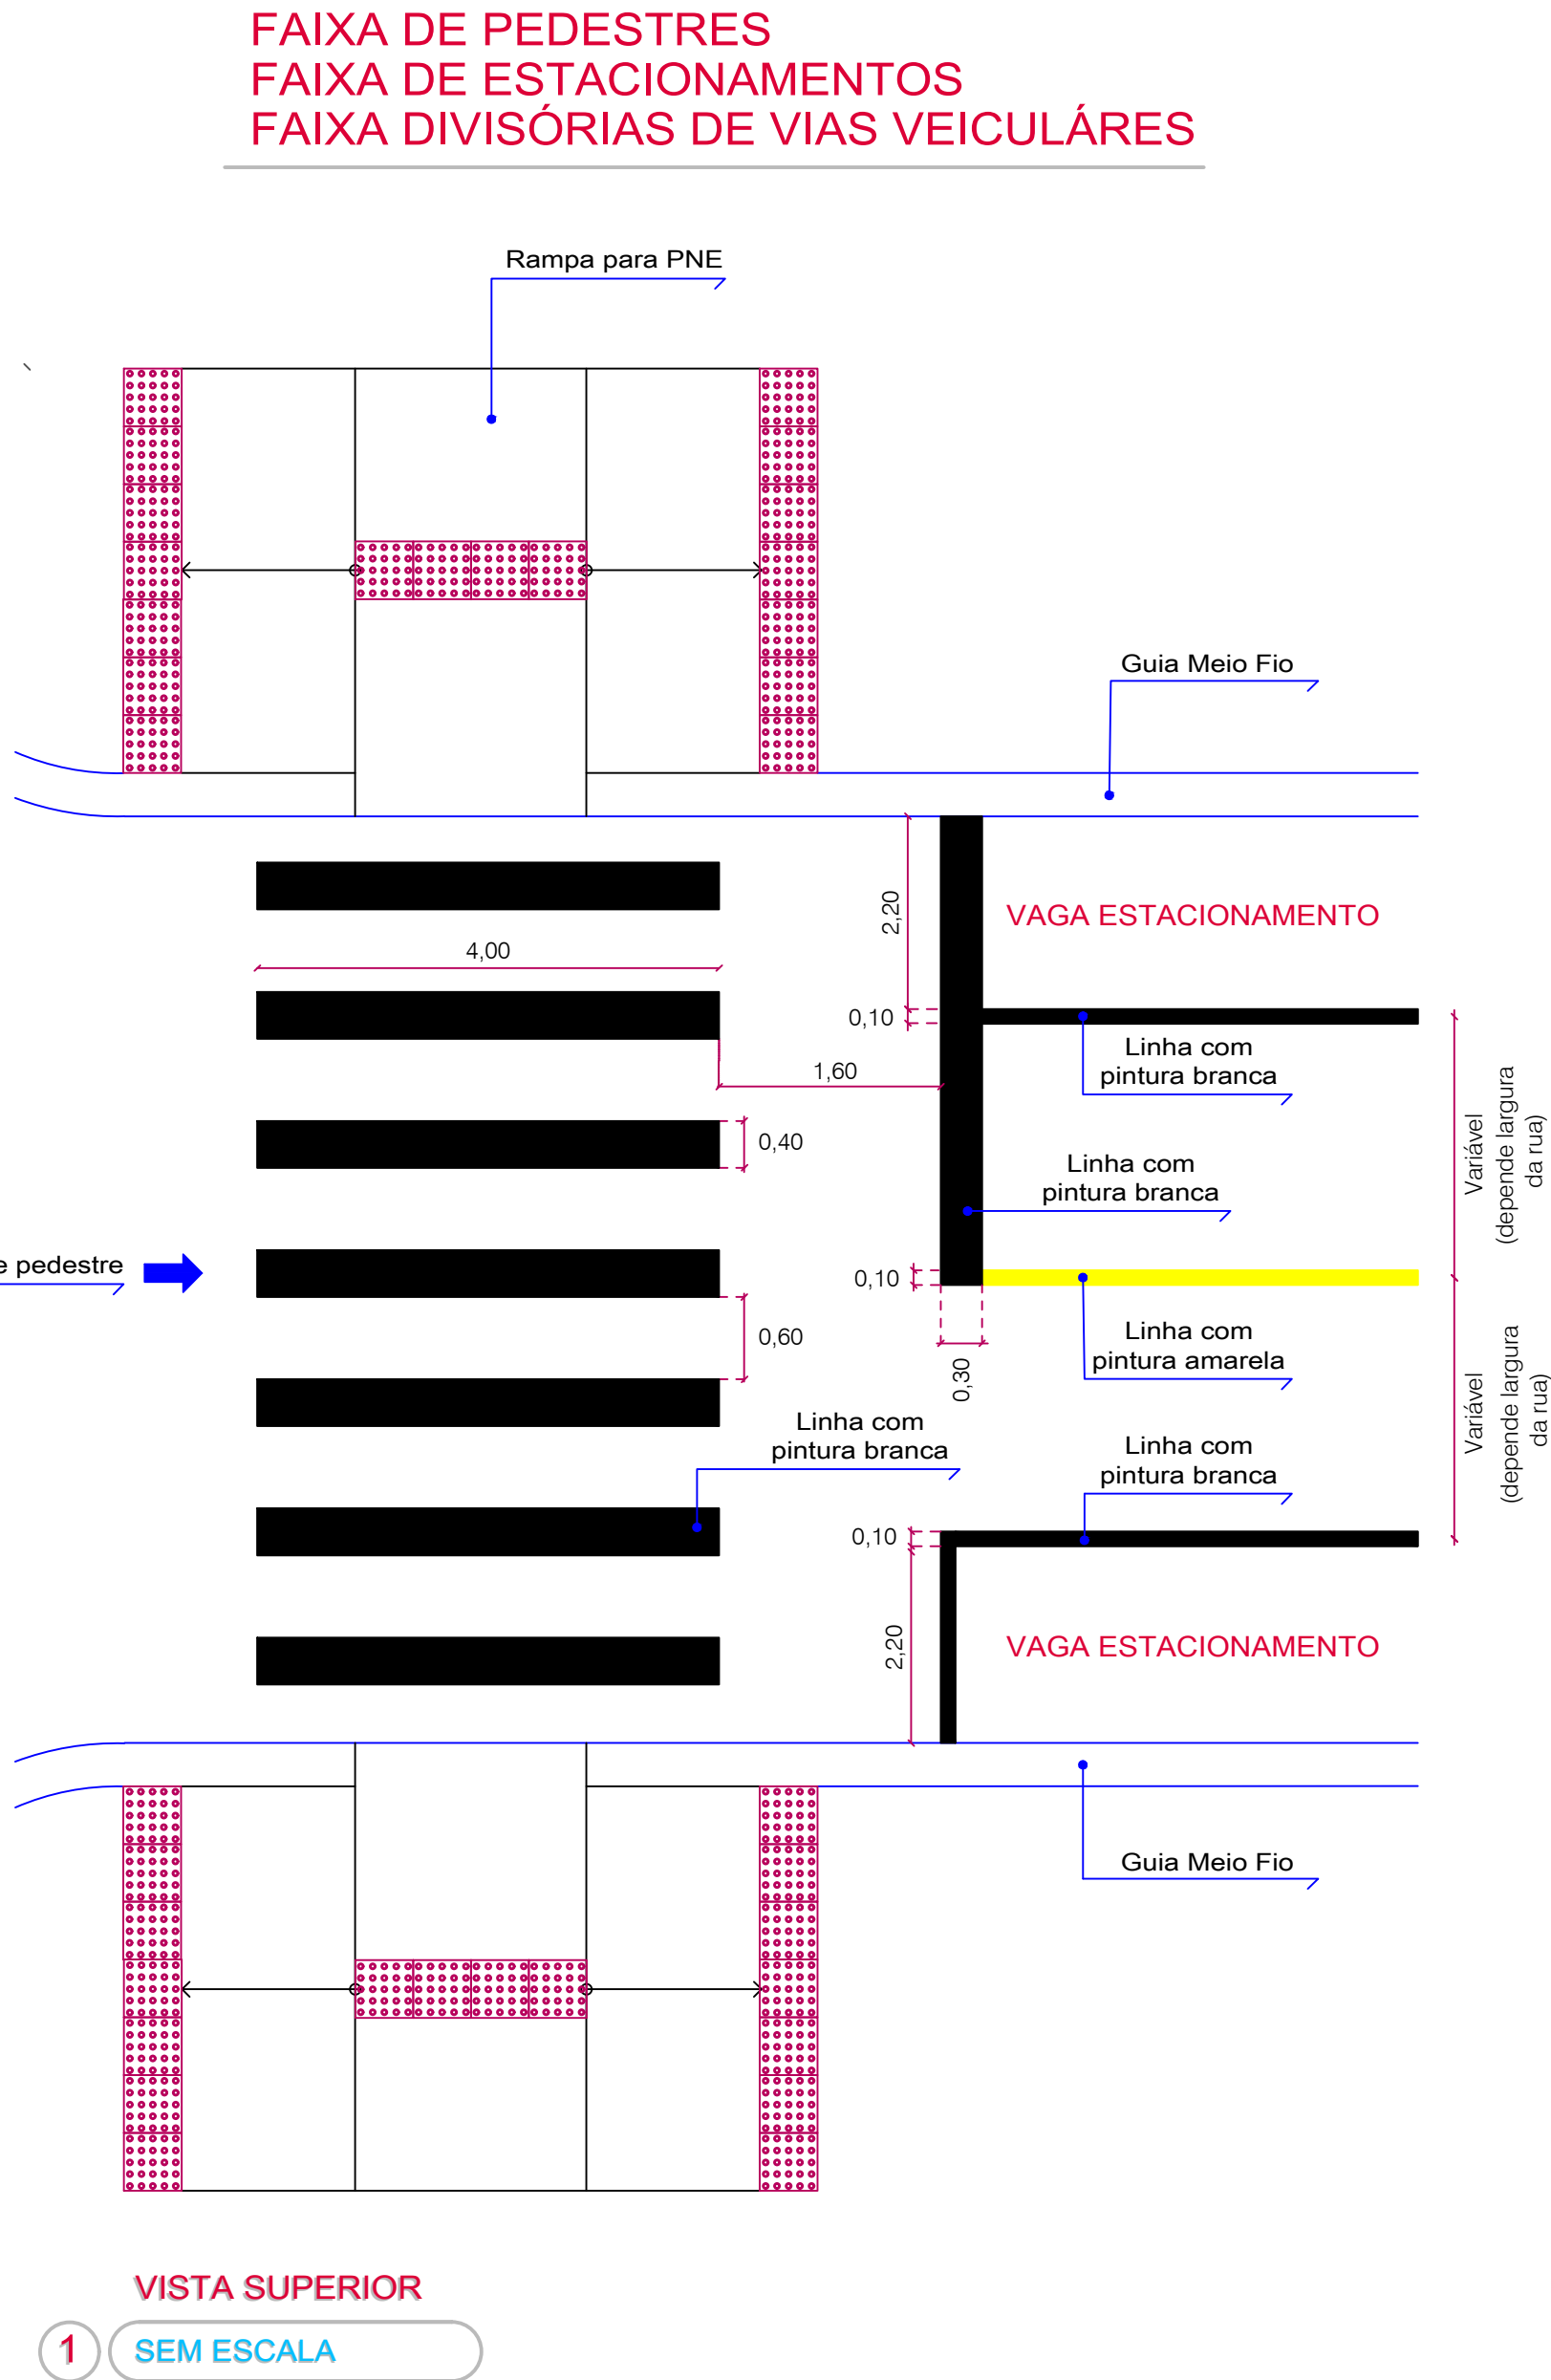 FAIXA DE PEDESTRES
FAIXA DE ESTACIONAMENTOS
FAIXA DIVISÓRIAS DE VIAS VEICULÁRES
Rampa para PNE
Guia Meio Fio
2,20
VAGA ESTACIONAMENTO
4,00
0,10
Linha com
pintura branca
1,60
Variável
(depende largura
da rua)
0,40
Linha com
pintura branca
e pedestre
0,10
0,60
Linha com
pintura amarela
0,30
Variável
(depende largura
da rua)
Linha com
pintura branca
Linha com
pintura branca
0,10
2,20
VAGA ESTACIONAMENTO
Guia Meio Fio
VISTA SUPERIOR
1
SEM ESCALA